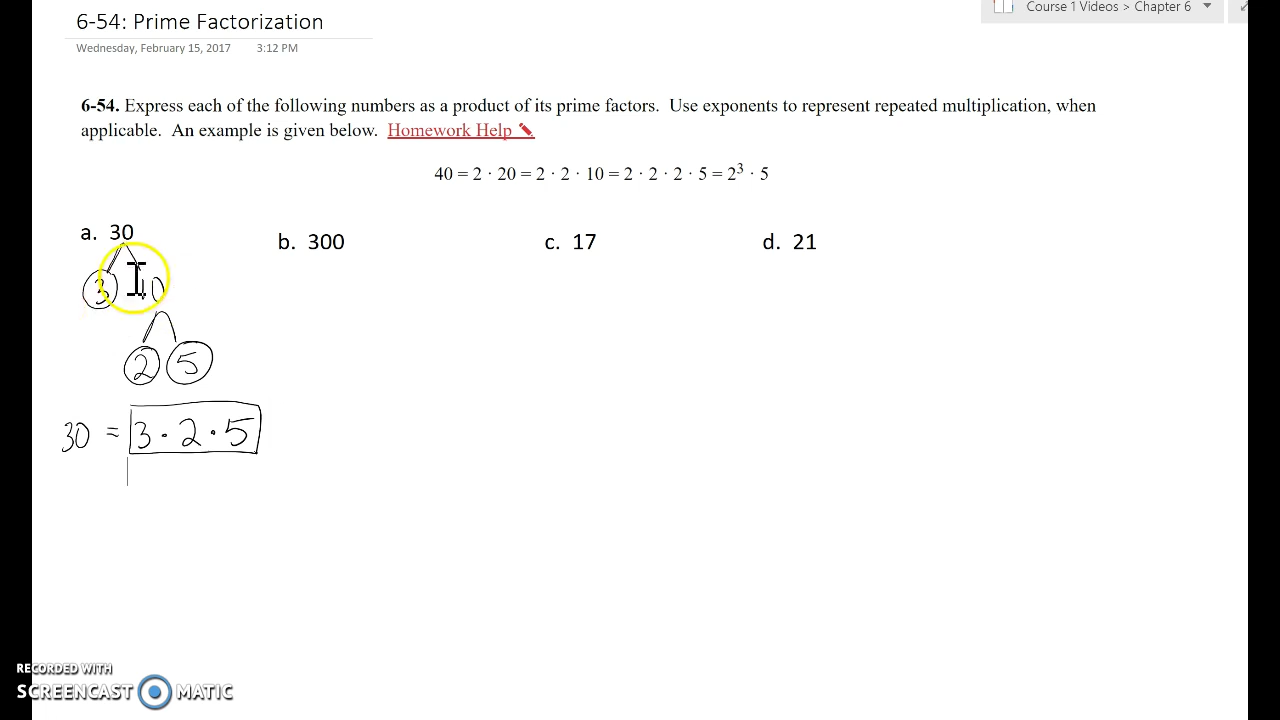 Course 1 Videos > Chapter 6
6-54: Prime Factorization
Wednesday, February 15, 2017 3:12 PM
6-54. Express each of the following numbers as a product of its prime factors. Use exponents to represent repeated multiplication, when
applicable. An example is given below. Homework Help
40 = 2 · 20 = 2 · 2 · 10 = 2 · 2 · 2 · 5 = 2³ · 5
a. 30
b. 300
c. 17
d. 21
3 10
2 5
30 = 3 · 2 · 5
RECORDED WITH
SCREENCAST MATIC